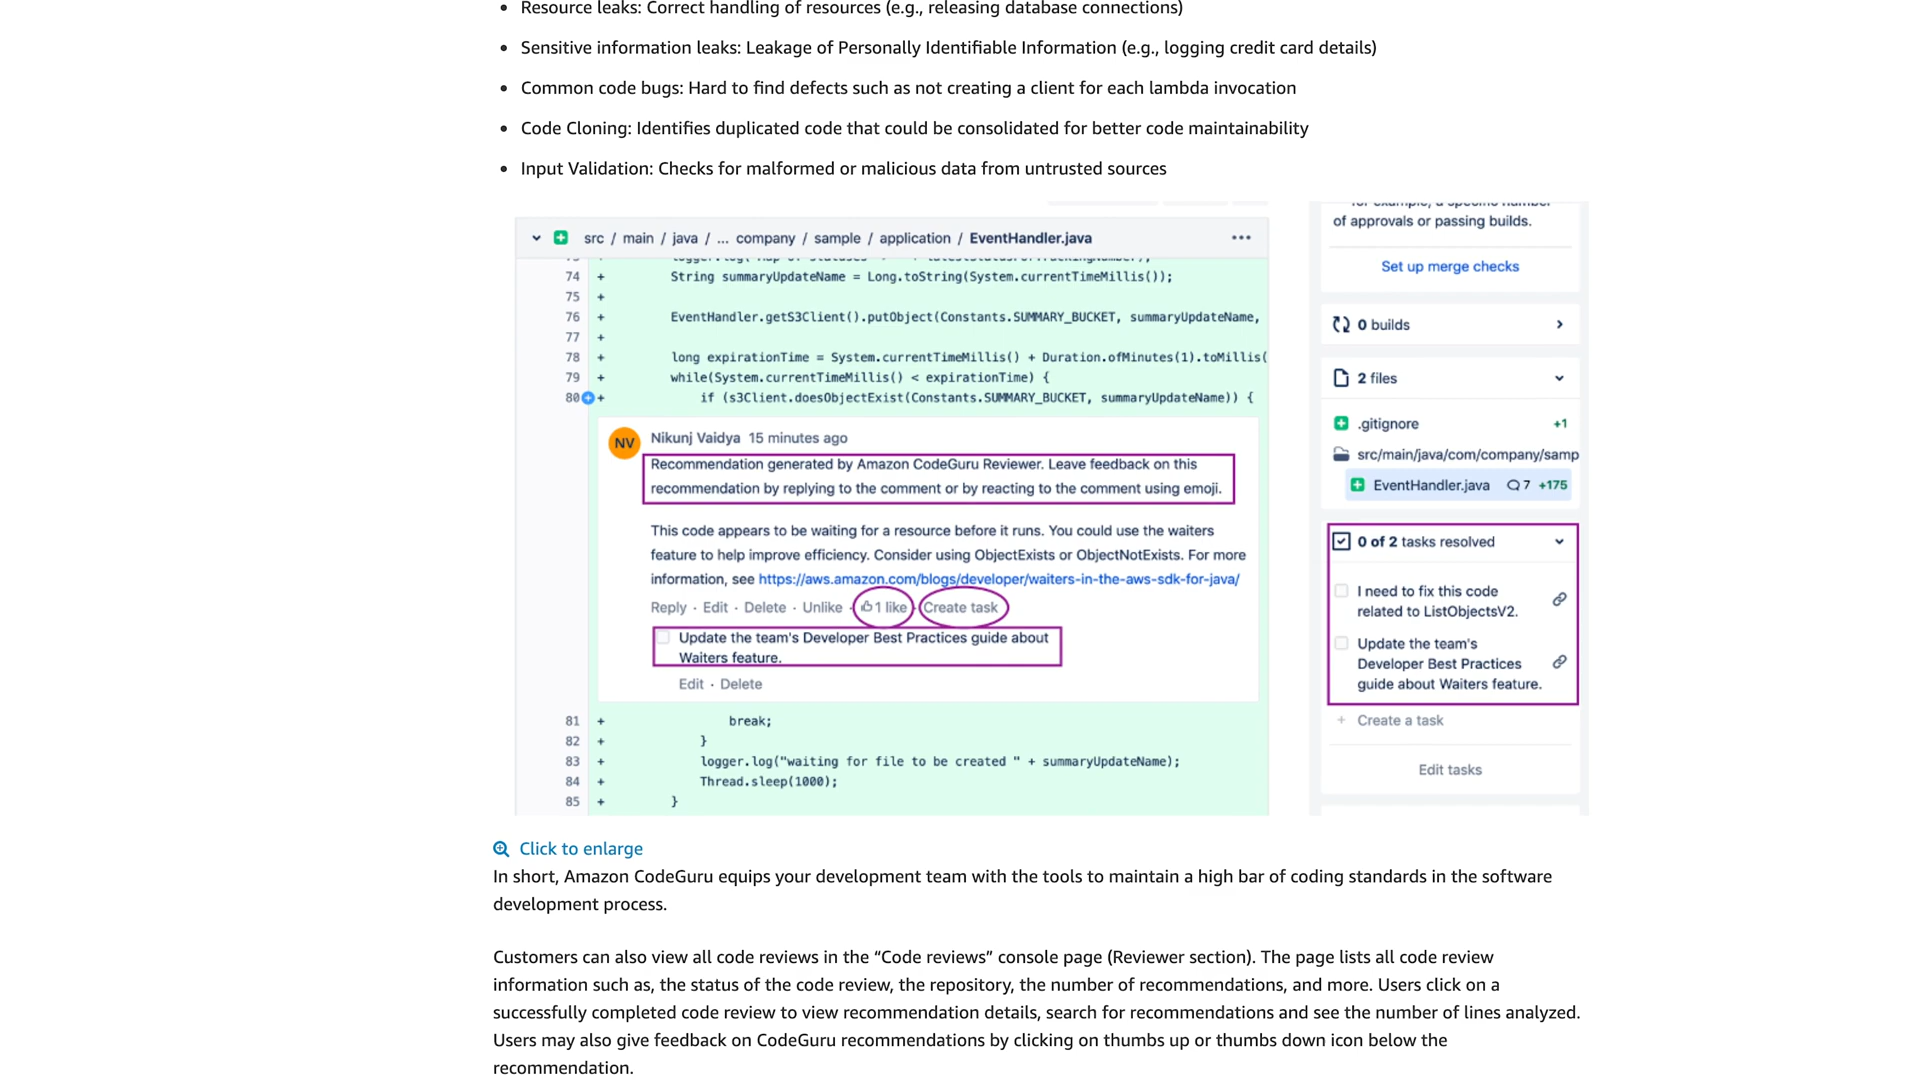 Resource leaks: Correct handling of resources (e.g., releasing database connections)
Sensitive information leaks: Leakage of Personally Identifiable Information (e.g., logging credit card details)
Common code bugs: Hard to find defects such as not creating a client for each lambda invocation
Code Cloning: Identifies duplicated code that could be consolidated for better code maintainability
Input Validation: Checks for malformed or malicious data from untrusted sources
src / main / java / ... company / sample / application / EventHandler.java
74 + String summaryUpdateName = Long.toString(System.currentTimeMillis());
75 +
76 + EventHandler.getS3Client().putObject(Constants.SUMMARY_BUCKET, summaryUpdateName,
77 +
78 + long expirationTime = System.currentTimeMillis() + Duration.ofMinutes(1).toMillis(
79 + while(System.currentTimeMillis() < expirationTime) {
80 + if (s3Client.doesObjectExist(Constants.SUMMARY_BUCKET, summaryUpdateName)) {
NV
Nikunj Vaidya 15 minutes ago
Recommendation generated by Amazon CodeGuru Reviewer. Leave feedback on this
recommendation by replying to the comment or by reacting to the comment using emoji.
This code appears to be waiting for a resource before it runs. You could use the waiters
feature to help improve efficiency. Consider using ObjectExists or ObjectNotExists. For more
information, see https://aws.amazon.com/blogs/developer/waiters-in-the-aws-sdk-for-java/
Reply · Edit · Delete · Unlike · 1 like · Create task
Update the team's Developer Best Practices guide about
Waiters feature.
Edit · Delete
81 + break;
82 + }
83 + logger.log("waiting for file to be created " + summaryUpdateName);
84 + Thread.sleep(1000);
85 + }
for example, a specific number
of approvals or passing builds.
Set up merge checks
0 builds
2 files
.gitignore +1
src/main/java/com/company/samp
EventHandler.java 7 +175
0 of 2 tasks resolved
I need to fix this code
related to ListObjectsV2.
Update the team's
Developer Best Practices
guide about Waiters feature.
+ Create a task
Edit tasks
Click to enlarge
In short, Amazon CodeGuru equips your development team with the tools to maintain a high bar of coding standards in the software
development process.
Customers can also view all code reviews in the “Code reviews” console page (Reviewer section). The page lists all code review
information such as, the status of the code review, the repository, the number of recommendations, and more. Users click on a
successfully completed code review to view recommendation details, search for recommendations and see the number of lines analyzed.
Users may also give feedback on CodeGuru recommendations by clicking on thumbs up or thumbs down icon below the
recommendation.